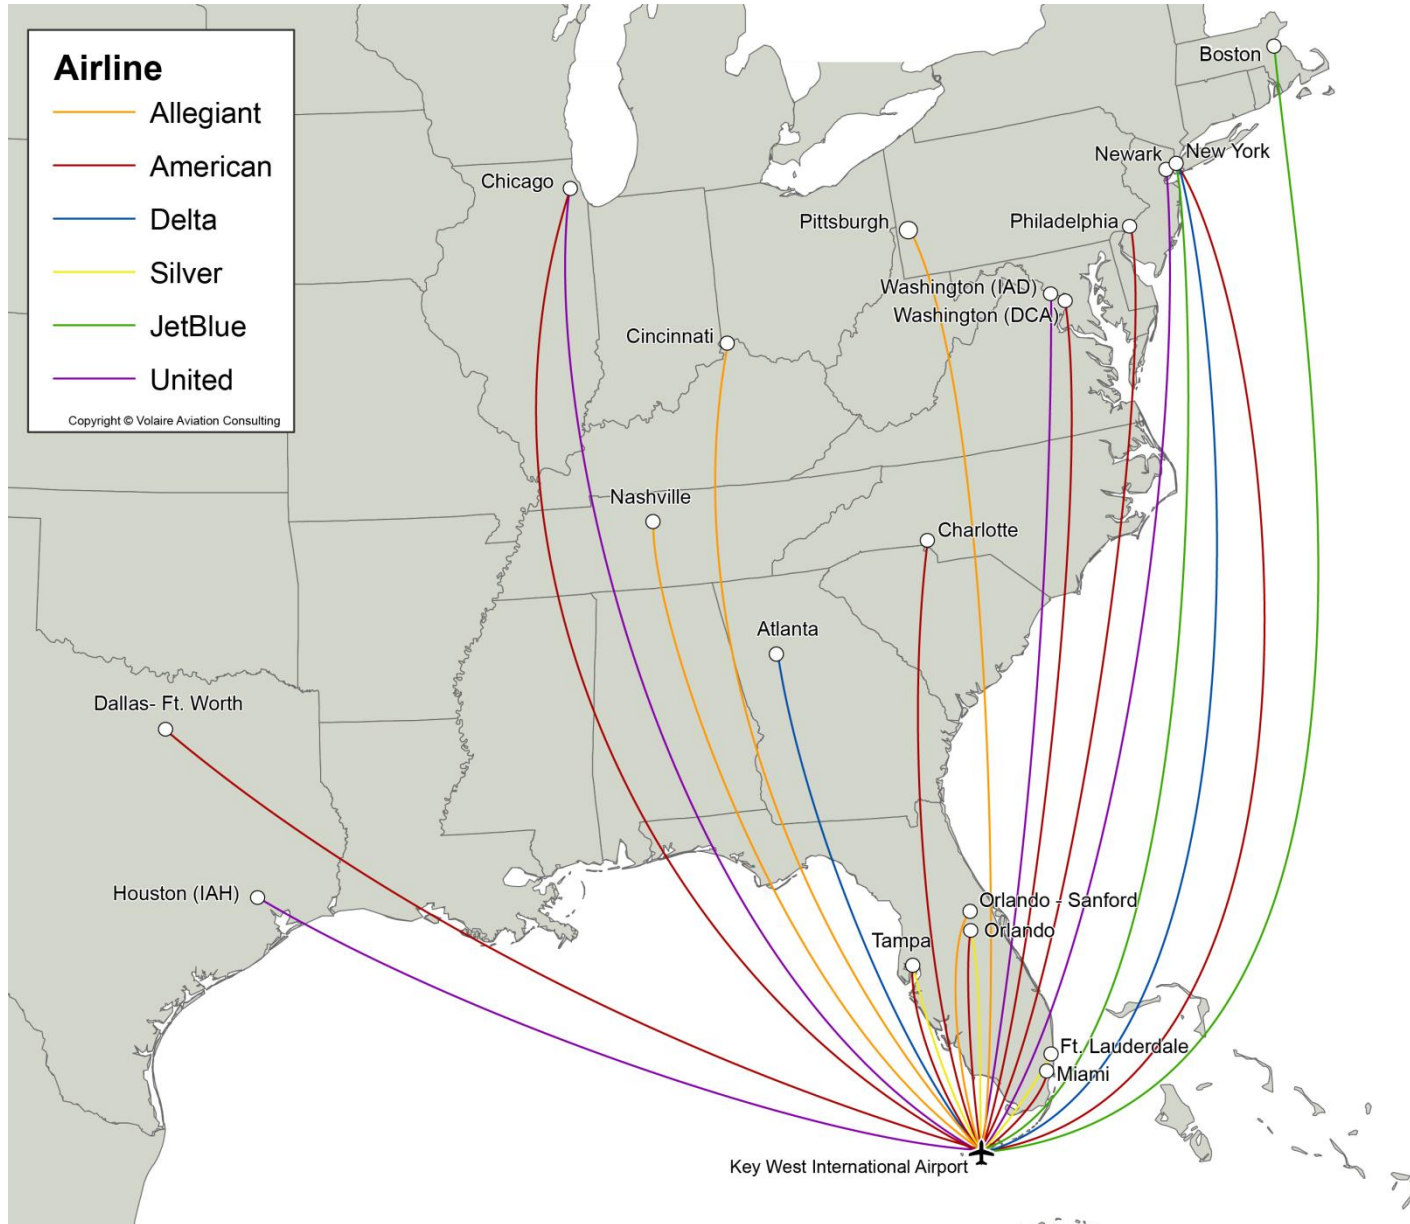 Airline
Allegiant
American
Delta
Silver
JetBlue
United
Copyright © Volaire Aviation Consulting
Boston
Newark
New York
Chicago
Pittsburgh
Philadelphia
Washington (IAD)
Washington (DCA)
Cincinnati
Nashville
Charlotte
Atlanta
Dallas- Ft. Worth
Houston (IAH)
Orlando - Sanford
Orlando
Tampa
Ft. Lauderdale
Miami
Key West International Airport